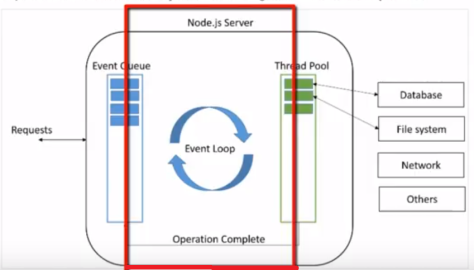 Node.js Server
Event Queue
Thread Pool
Database
File system
Requests
Event Loop
Network
Others
Operation Complete